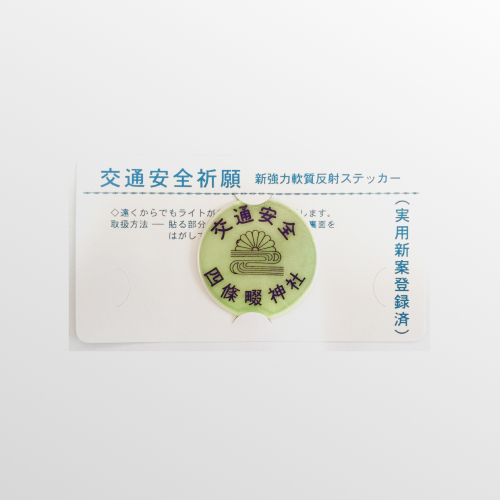 交通安全祈願 新強力軟質反射ステッカー
◇遠くからでもライトが
します。
取扱方法 ― 貼る部分
裏面を
はがして
(実用新案登録済)
交通安全
四條畷神社